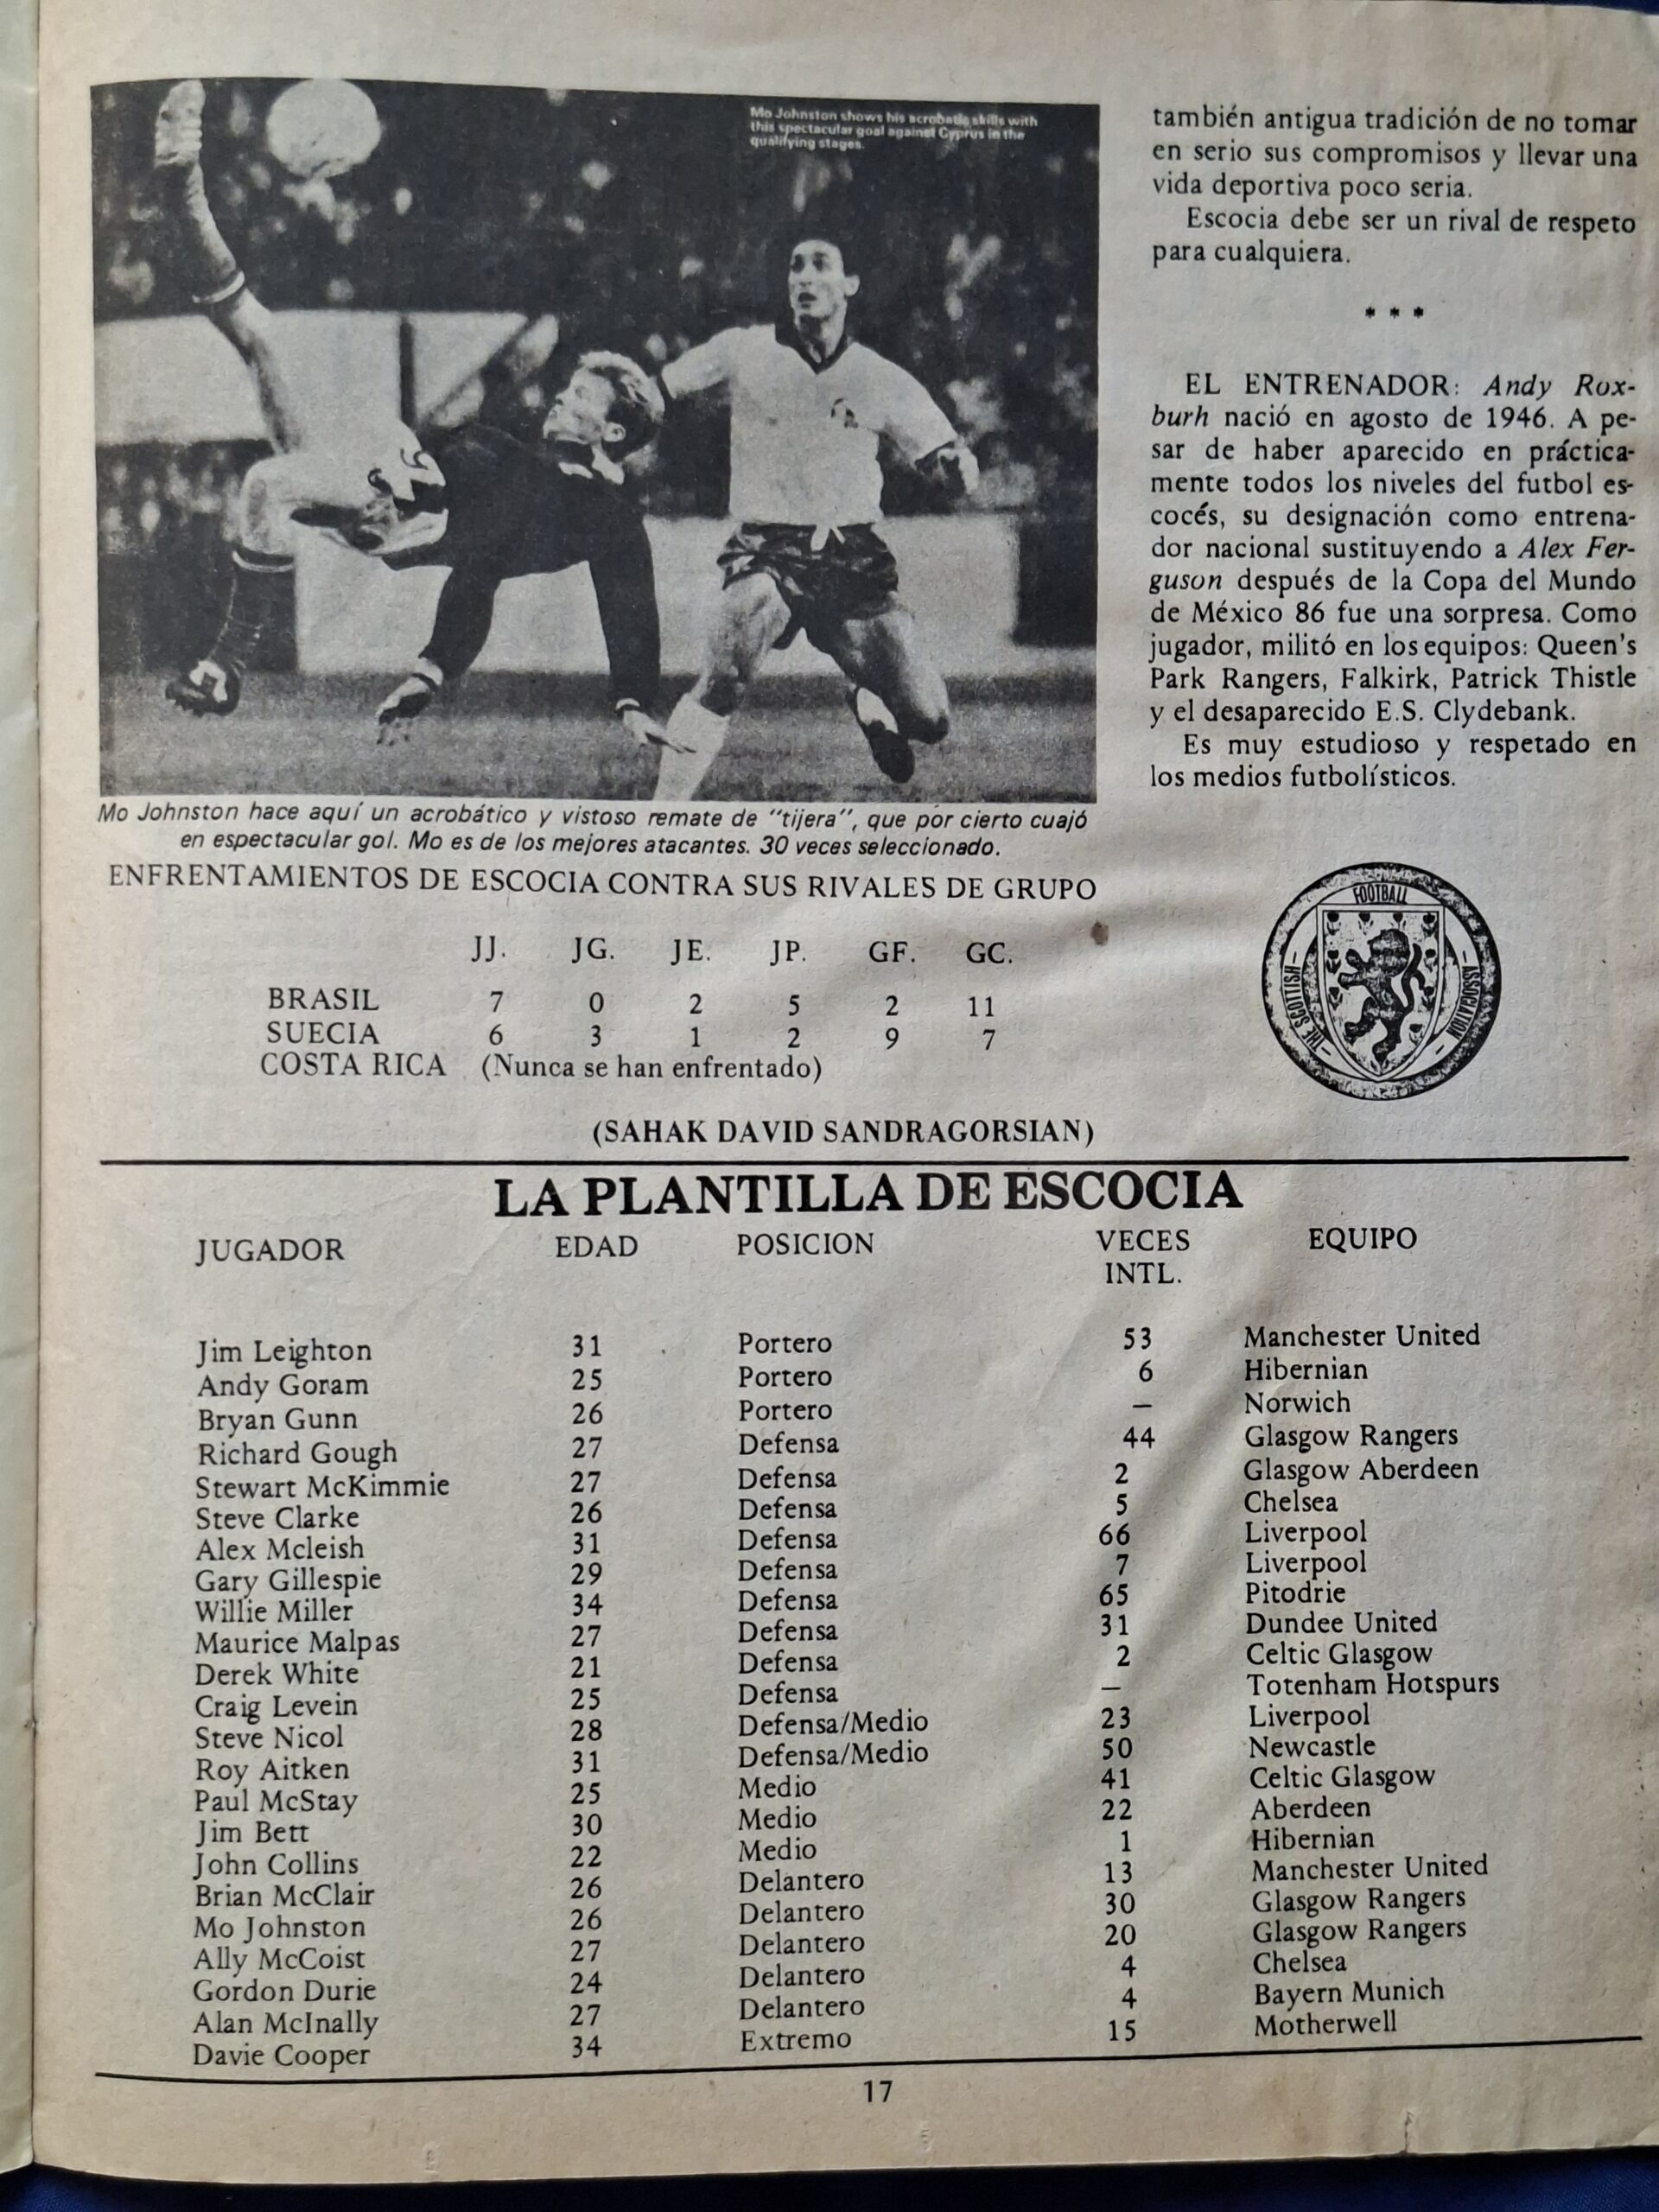 Mo Johnston shows his acrobatic skills with
this spectacular goal against Cyprus in the
qualifying stages.
Mo Johnston hace aquí un acrobático y vistoso remate de "tijera", que por cierto cuajó
en espectacular gol. Mo es de los mejores atacantes. 30 veces seleccionado.
también antigua tradición de no tomar
en serio sus compromisos y llevar una
vida deportiva poco seria.
Escocia debe ser un rival de respeto
para cualquiera.
* * *
EL ENTRENADOR: Andy Rox-
burh nació en agosto de 1946. A pe-
sar de haber aparecido en práctica-
mente todos los niveles del futbol es-
cocés, su designación como entrena-
dor nacional sustituyendo a Alex Fer-
guson después de la Copa del Mundo
de México 86 fue una sorpresa. Como
jugador, militó en los equipos: Queen's
Park Rangers, Falkirk, Patrick Thistle
y el desaparecido E.S. Clydebank.
Es muy estudioso y respetado en
los medios futbolísticos.
THE SCOTTISH FOOTBALL ASSOCIATION
ENFRENTAMIENTOS DE ESCOCIA CONTRA SUS RIVALES DE GRUPO
JJ. JG. JE. JP. GF. GC.
BRASIL 7 0 2 5 2 11
SUECIA 6 3 1 2 9 7
COSTA RICA (Nunca se han enfrentado)
(SAHAK DAVID SANDRAGORSIAN)
LA PLANTILLA DE ESCOCIA
JUGADOR EDAD POSICION VECES INTL. EQUIPO
Jim Leighton 31 Portero 53 Manchester United
Andy Goram 25 Portero 6 Hibernian
Bryan Gunn 26 Portero — Norwich
Richard Gough 27 Defensa 44 Glasgow Rangers
Stewart McKimmie 27 Defensa 2 Glasgow Aberdeen
Steve Clarke 26 Defensa 5 Chelsea
Alex Mcleish 31 Defensa 66 Liverpool
Gary Gillespie 29 Defensa 7 Liverpool
Willie Miller 34 Defensa 65 Pitodrie
Maurice Malpas 27 Defensa 31 Dundee United
Derek White 21 Defensa 2 Celtic Glasgow
Craig Levein 25 Defensa — Totenham Hotspurs
Steve Nicol 28 Defensa/Medio 23 Liverpool
Roy Aitken 31 Defensa/Medio 50 Newcastle
Paul McStay 25 Medio 41 Celtic Glasgow
Jim Bett 30 Medio 22 Aberdeen
John Collins 22 Medio 1 Hibernian
Brian McClair 26 Delantero 13 Manchester United
Mo Johnston 26 Delantero 30 Glasgow Rangers
Ally McCoist 27 Delantero 20 Glasgow Rangers
Gordon Durie 24 Delantero 4 Chelsea
Alan McInally 27 Delantero 4 Bayern Munich
Davie Cooper 34 Extremo 15 Motherwell
17